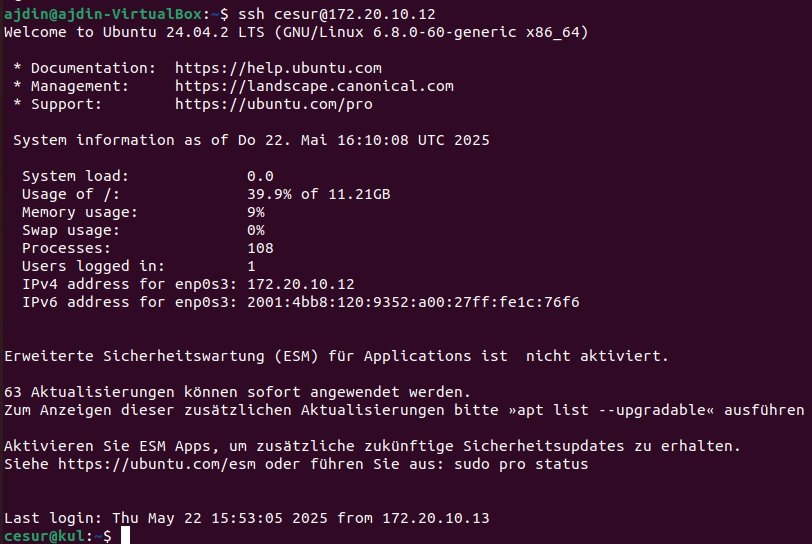 ajdin@ajdin-VirtualBox:~$ ssh cesur@172.20.10.12
Welcome to Ubuntu 24.04.2 LTS (GNU/Linux 6.8.0-60-generic x86_64)

 * Documentation:  https://help.ubuntu.com
 * Management:     https://landscape.canonical.com
 * Support:        https://ubuntu.com/pro

 System information as of Do 22. Mai 16:10:08 UTC 2025

  System load:             0.0
  Usage of /:              39.9% of 11.21GB
  Memory usage:            9%
  Swap usage:              0%
  Processes:               108
  Users logged in:         1
  IPv4 address for enp0s3: 172.20.10.12
  IPv6 address for enp0s3: 2001:4bb8:120:9352:a00:27ff:fe1c:76f6


Erweiterte Sicherheitswartung (ESM) für Applications ist  nicht aktiviert.

63 Aktualisierungen können sofort angewendet werden.
Zum Anzeigen dieser zusätzlichen Aktualisierungen bitte »apt list --upgradable« ausführen

Aktivieren Sie ESM Apps, um zusätzliche zukünftige Sicherheitsupdates zu erhalten.
Siehe https://ubuntu.com/esm oder führen Sie aus: sudo pro status


Last login: Thu May 22 15:53:05 2025 from 172.20.10.13
cesur@kul:~$